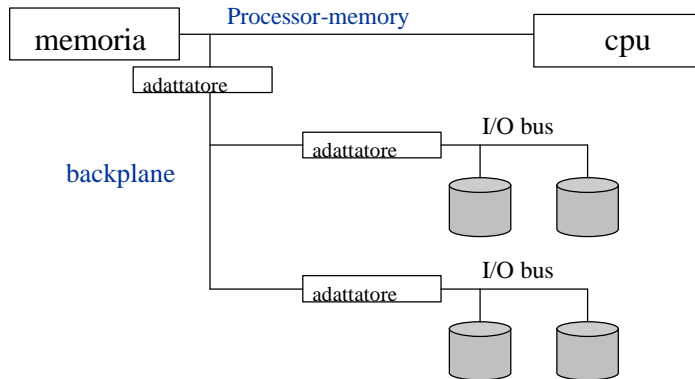 Processor-memory
memoria
cpu
adattatore
I/O bus
adattatore
backplane
I/O bus
adattatore